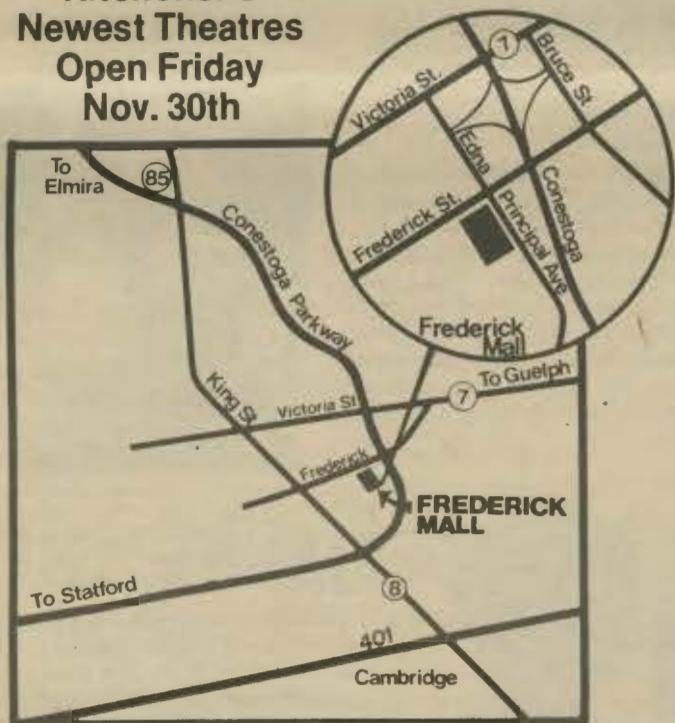 Newest Theatres
Open Friday
Nov. 30th
7
Bruce St
Victoria St.
Edna
Conestoga
Frederick St.
Principal Ave
To
Elmira
85
Conestoga Parkway
Frederick
Mall
To Guelph
7
King St
Victoria St
Frederick
FREDERICK
MALL
To Statford
8
401
Cambridge